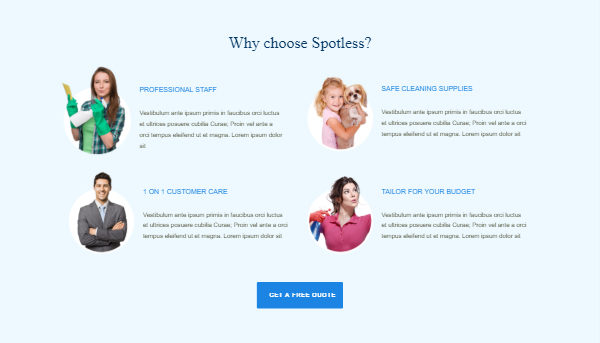 Why choose Spotless?
PROFESSIONAL STAFF
Vestibulum ante ipsum primis in faucibus orci luctus
et ultrices posuere cubilia Curae; Proin vel ante a
orci tempus eleifend ut et magna. Lorem ipsum dolor
sit
SAFE CLEANING SUPPLIES
Vestibulum ante ipsum primis in faucibus orci luctus
et ultrices posuere cubilia Curae; Proin vel ante a orci
tempus eleifend ut et magna. Lorem ipsum dolor sit
1 ON 1 CUSTOMER CARE
Vestibulum ante ipsum primis in faucibus orci luctus
et ultrices posuere cubilia Curae; Proin vel ante a orci
tempus eleifend ut et magna. Lorem ipsum dolor sit
TAILOR FOR YOUR BUDGET
Vestibulum ante ipsum primis in faucibus orci luctus
et ultrices posuere cubilia Curae; Proin vel ante a orci
tempus eleifend ut et magna. Lorem ipsum dolor sit
GET A FREE QUOTE